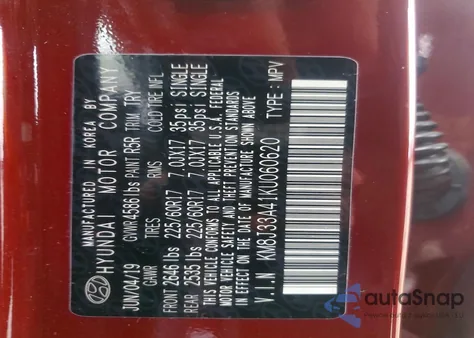 MANUFACTURED IN KOREA BY
HYUNDAI MOTOR COMPANY
JUN/04/19 GVWR 4586 lbs PAINT R5R TRIM TRY
GAWR TIRES RMS COLD TIRE INFL
FRONT 2646 lbs 225/60R17 7.0JX17 35psi SINGLE
REAR 2535 lbs 225/60R17 7.0JX17 35psi SINGLE
THIS VEHICLE CONFORMS TO ALL APPLICABLE U.S.A. FEDERAL
MOTOR VEHICLE SAFETY, BUMPER, AND THEFT PREVENTION STANDARDS
IN EFFECT ON THE DATE OF MANUFACTURE SHOWN ABOVE.
V.I.N KM8J33A41KU060620 TYPE : MPV
autoSnap